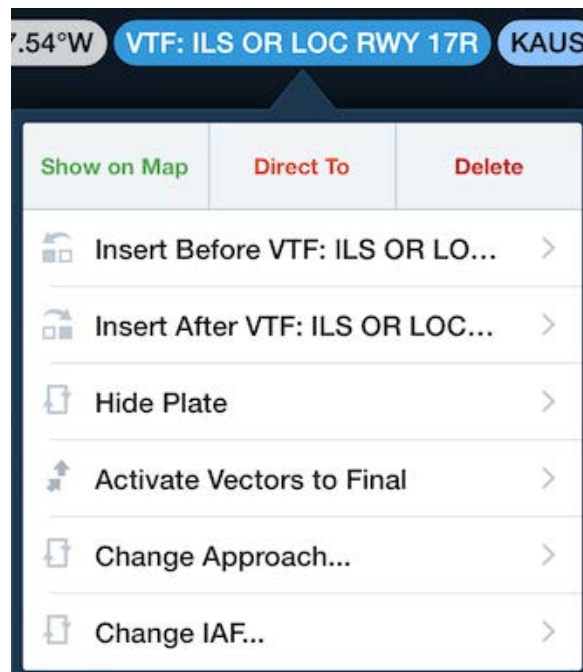 7.54°W VTF: ILS OR LOC RWY 17R KAUS
Show on Map Direct To Delete
Insert Before VTF: ILS OR LO...
Insert After VTF: ILS OR LOC...
Hide Plate
Activate Vectors to Final
Change Approach...
Change IAF...